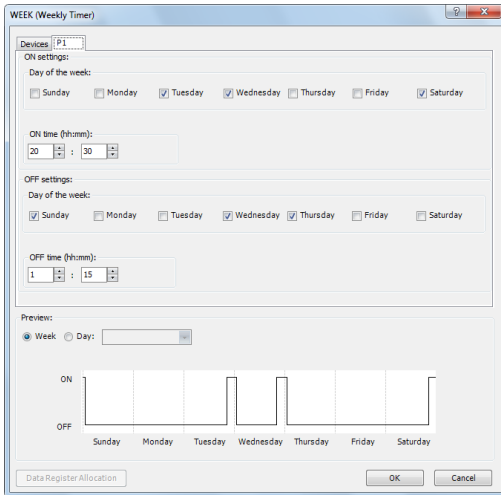 WEEK (Weekly Timer)
Devices P1
ON settings:
Day of the week:
Sunday Monday Tuesday Wednesday Thursday Friday Saturday
ON time (hh:mm):
20 : 30
OFF settings:
Day of the week:
Sunday Monday Tuesday Wednesday Thursday Friday Saturday
OFF time (hh:mm):
1 : 15
Preview:
Week Day:
ON
OFF
Sunday Monday Tuesday Wednesday Thursday Friday Saturday
Data Register Allocation OK Cancel